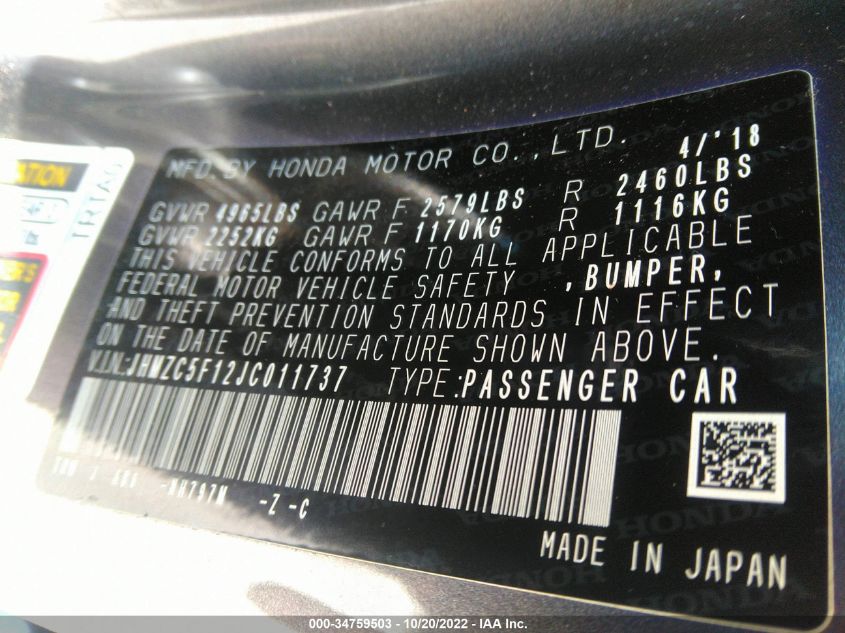 MFD. BY HONDA MOTOR CO., LTD. 4/'18
GVWR 4965LBS GAWR F 2579LBS R 2460LBS
GVWR 2252KG GAWR F 1170KG R 1116KG
THIS VEHICLE CONFORMS TO ALL APPLICABLE
FEDERAL MOTOR VEHICLE SAFETY , BUMPER,
AND THEFT PREVENTION STANDARDS IN EFFECT
ON THE DATE OF MANUFACTURE SHOWN ABOVE.
V.I.N.:JHMZC5F12JC011737 TYPE:PASSENGER CAR
-NH797M -Z -C
MADE IN JAPAN
TRTA0
000-34759503 - 10/20/2022 - IAA Inc.